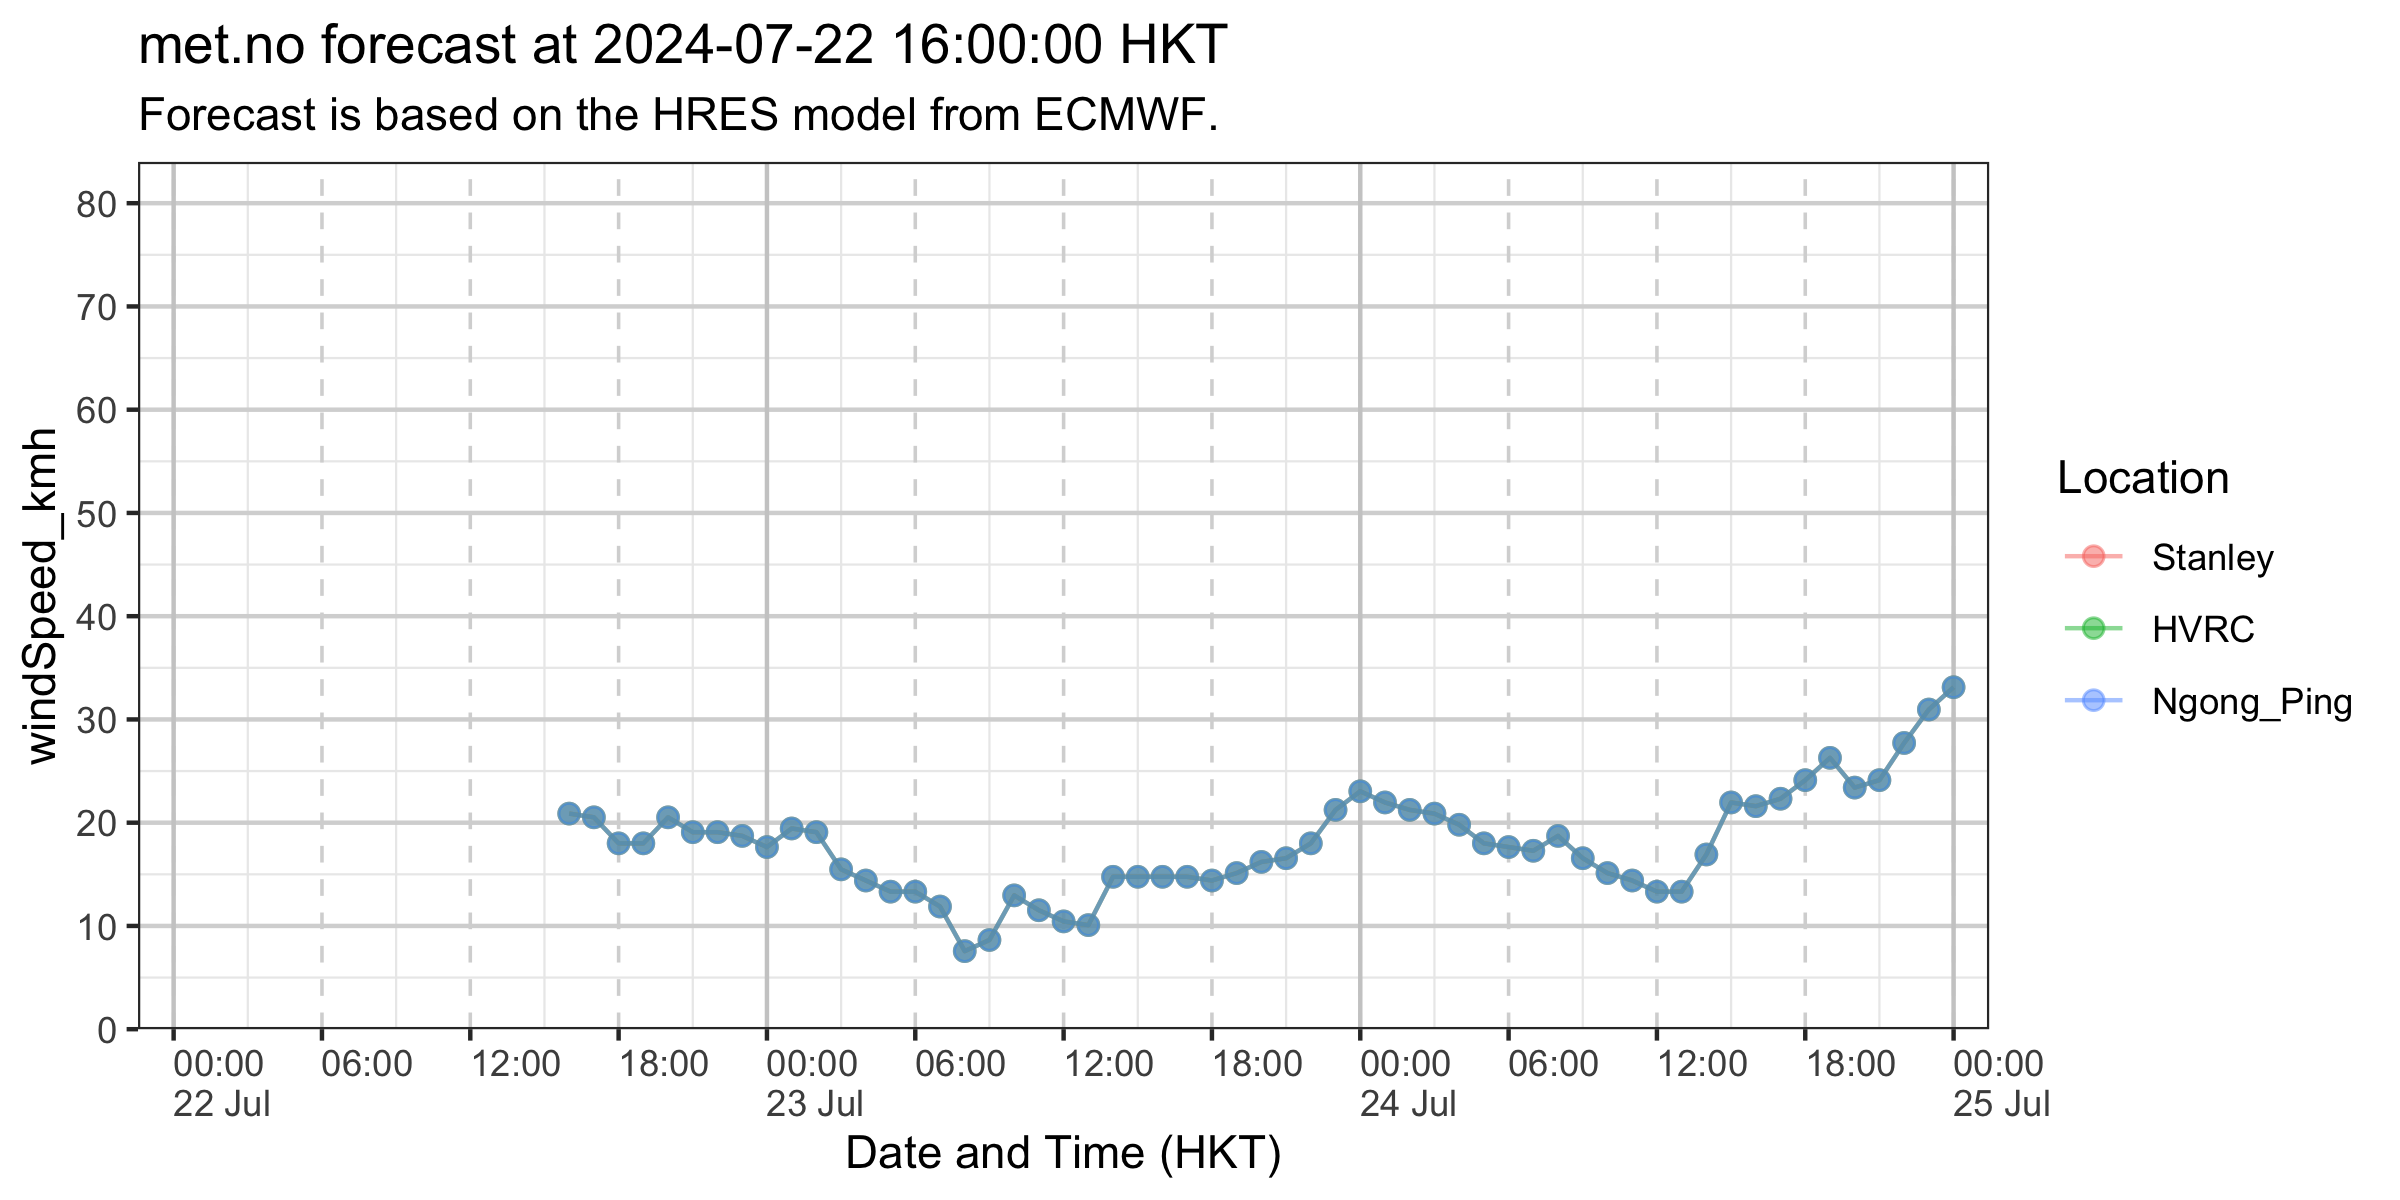 met.no forecast at 2024-07-22 16:00:00 HKT
Forecast is based on the HRES model from ECMWF.
windSpeed_kmh
80
70
60
50
40
30
20
10
0
00:00 06:00 12:00 18:00 00:00 06:00 12:00 18:00 00:00 06:00 12:00 18:00 00:00
22 Jul 23 Jul 24 Jul 25 Jul
Date and Time (HKT)
Location
Stanley
HVRC
Ngong_Ping